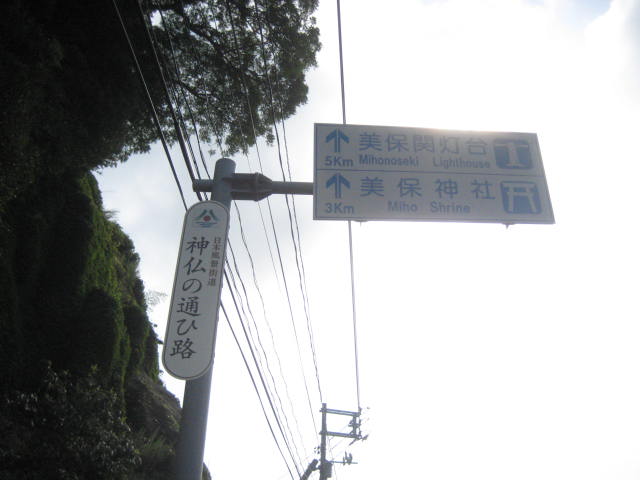 美保関灯台
5Km Mihonoseki Lighthouse
美保神社
3Km Miho Shrine
日本風景街道
神仏の通ひ路